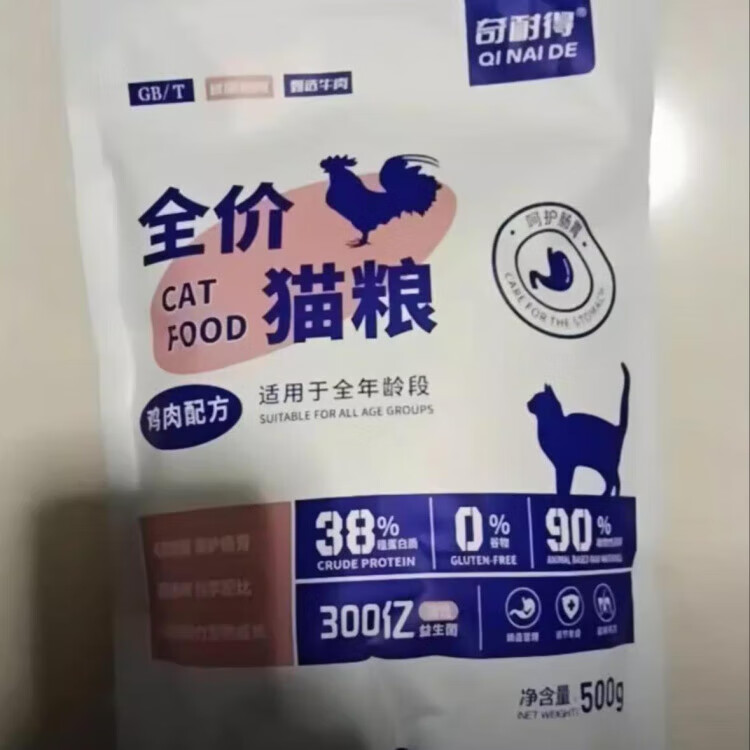 奇耐得®
QI NAI DE
GB/T
甄选牛肉
全价
CAT
FOOD
猫粮
呵护肠胃
CARE FOR THE STOMACH
鸡肉配方
适用于全年龄段
SUITABLE FOR ALL AGE GROUPS
38%
粗蛋白质
CRUDE PROTEIN
0%
谷物
GLUTEN-FREE
90%
ANIMAL BASED RAW MATERIALS
300亿
益生菌
净含量:
NET WEIGHT:
500g